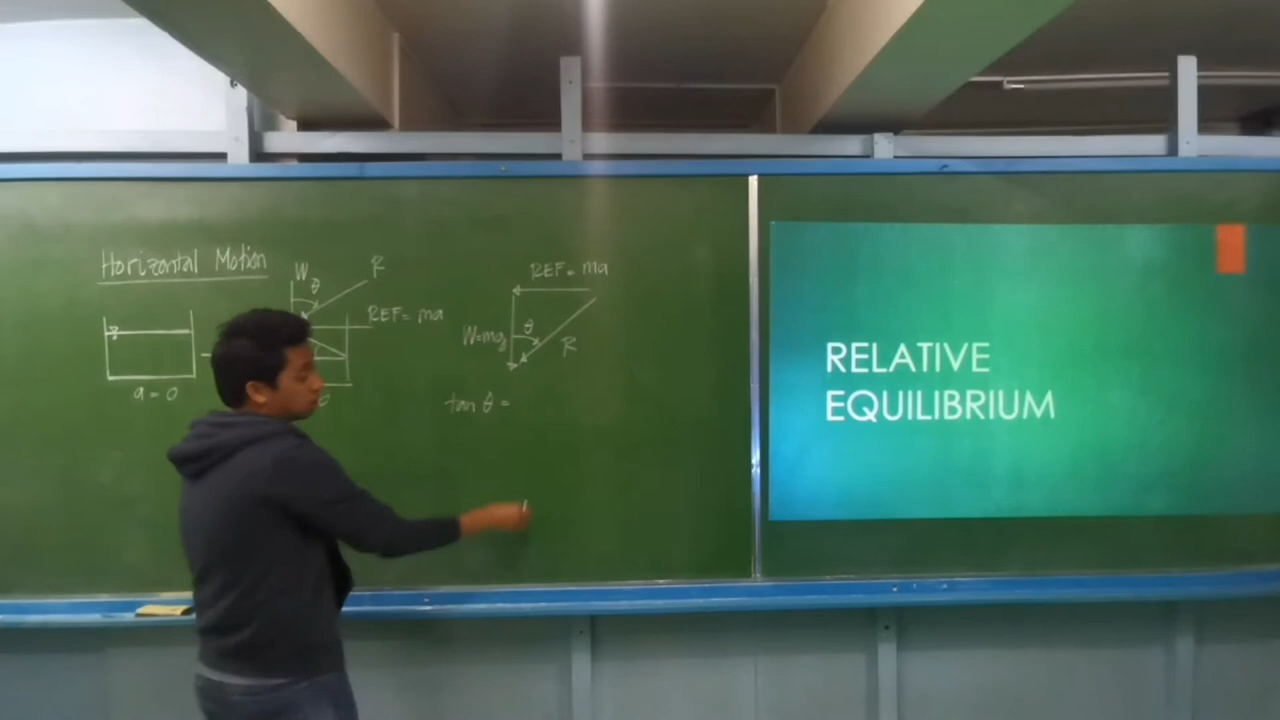 Horizontal Motion
W
θ
R
REF = ma
a = 0
REF = ma
W=mg
θ
R
tan θ =
RELATIVE
EQUILIBRIUM